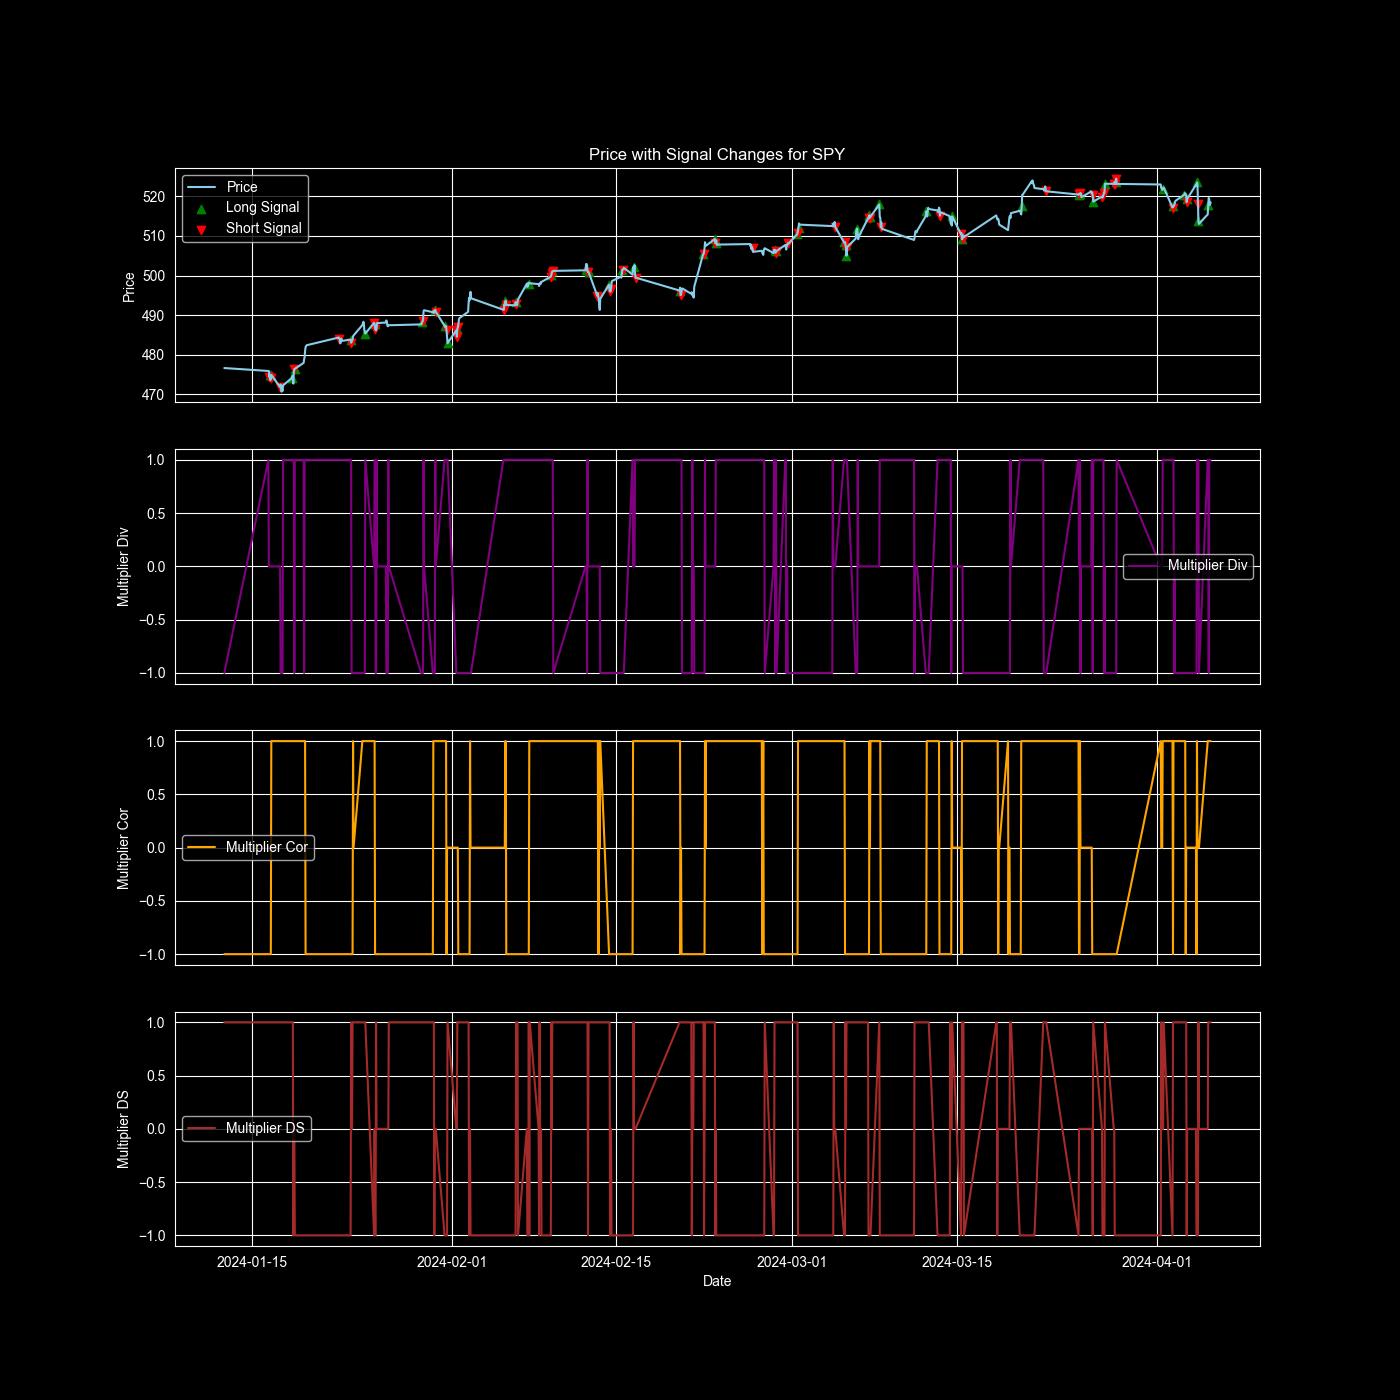 Price with Signal Changes for SPY
Price
Long Signal
Short Signal
520
510
500
490
480
470
Price
1.0
0.5
0.0
−0.5
−1.0
Multiplier Div
Multiplier Div
1.0
0.5
0.0
−0.5
−1.0
Multiplier Cor
Multiplier Cor
1.0
0.5
0.0
−0.5
−1.0
Multiplier DS
Multiplier DS
2024-01-15 2024-02-01 2024-02-15 2024-03-01 2024-03-15 2024-04-01
Date